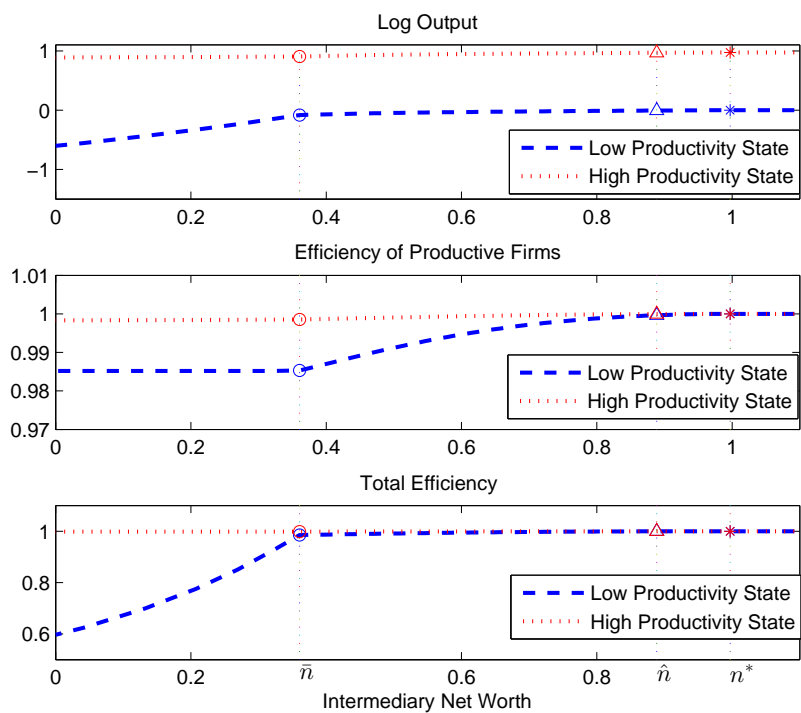 Log Output
1
0
−1
0 0.2 0.4 0.6 0.8 1
Low Productivity State
High Productivity State
Efficiency of Productive Firms
1.01
1
0.99
0.98
0.97
0 0.2 0.4 0.6 0.8 1
Low Productivity State
High Productivity State
Total Efficiency
1
0.8
0.6
0 0.2 0.4 0.6 0.8 1
Low Productivity State
High Productivity State
n̄ n̂ n*
Intermediary Net Worth